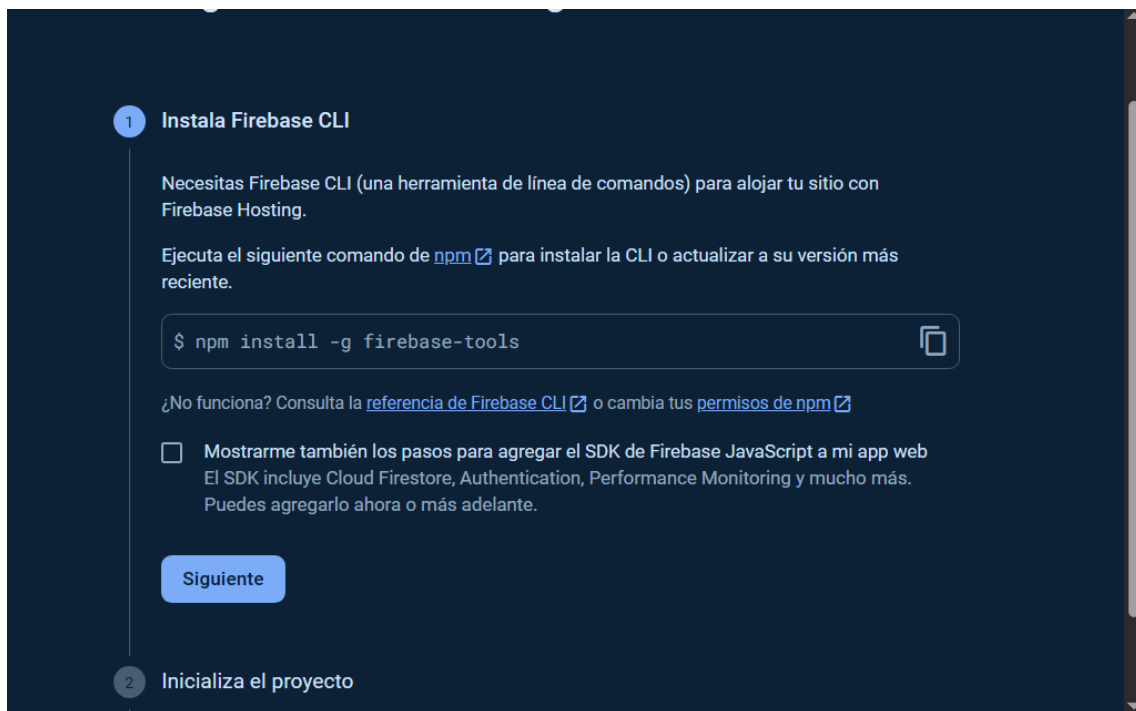 1 Instala Firebase CLI
Necesitas Firebase CLI (una herramienta de línea de comandos) para alojar tu sitio con
Firebase Hosting.
Ejecuta el siguiente comando de npm para instalar la CLI o actualizar a su versión más
reciente.
$ npm install -g firebase-tools
¿No funciona? Consulta la referencia de Firebase CLI o cambia tus permisos de npm
Mostrarme también los pasos para agregar el SDK de Firebase JavaScript a mi app web
El SDK incluye Cloud Firestore, Authentication, Performance Monitoring y mucho más.
Puedes agregarlo ahora o más adelante.
Siguiente
2 Inicializa el proyecto